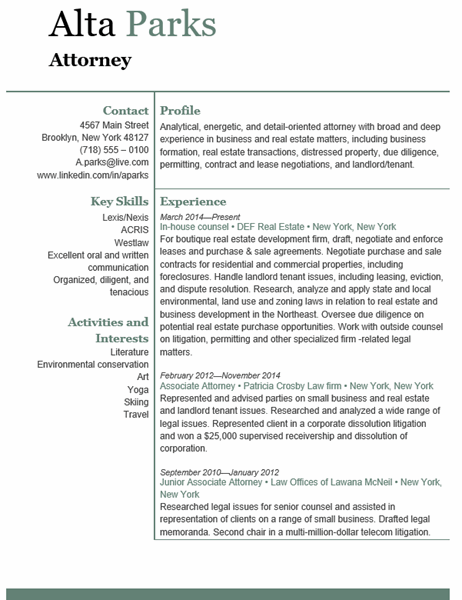 Alta Parks
Attorney
Contact
4567 Main Street
Brooklyn, New York 48127
(718) 555 – 0100
A.parks@live.com
www.linkedin.com/in/aparks
Key Skills
Lexis/Nexis
ACRIS
Westlaw
Excellent oral and written
communication
Organized, diligent, and
tenacious
Activities and
Interests
Literature
Environmental conservation
Art
Yoga
Skiing
Travel
Profile
Analytical, energetic, and detail-oriented attorney with broad and deep
experience in business and real estate matters, including business
formation, real estate transactions, distressed property, due diligence,
permitting, contract and lease negotiations, and landlord/tenant.
Experience
March 2014—Present
In-house counsel • DEF Real Estate • New York, New York
For boutique real estate development firm, draft, negotiate and enforce
leases and purchase & sale agreements. Negotiate purchase and sale
contracts for residential and commercial properties, including
foreclosures. Handle landlord tenant issues, including leasing, eviction,
and dispute resolution. Research, analyze and apply state and local
environmental, land use and zoning laws in relation to real estate and
business development in the Northeast. Oversee due diligence on
potential real estate purchase opportunities. Work with outside counsel
on litigation, permitting and other specialized firm -related legal
matters.
February 2012—November 2014
Associate Attorney • Patricia Crosby Law firm • New York, New York
Represented and advised parties on small business and real estate
and landlord tenant issues. Researched and analyzed a wide range of
legal issues. Represented client in a corporate dissolution litigation
and won a $25,000 supervised receivership and dissolution of
corporation.
September 2010—January 2012
Junior Associate Attorney • Law Offices of Lawana McNeil • New York,
New York
Researched legal issues for senior counsel and assisted in
representation of clients on a range of small business. Drafted legal
memoranda. Second chair in a multi-million-dollar telecom litigation.